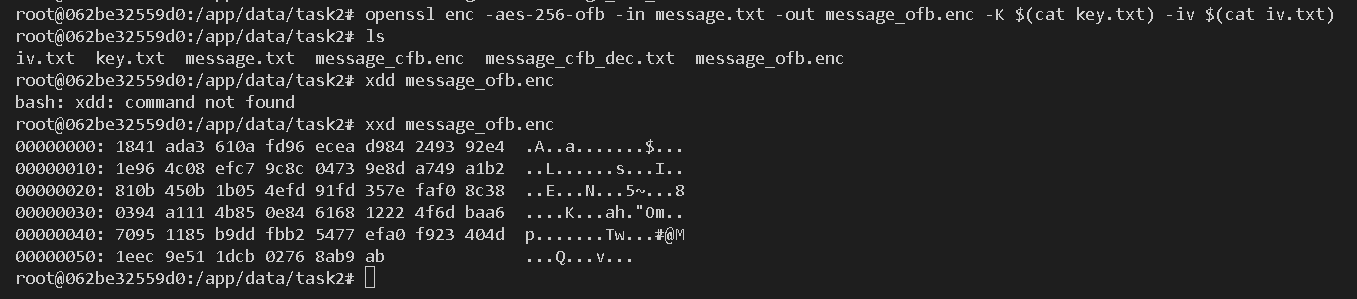 root@062be32559d0:/app/data/task2# openssl enc -aes-256-ofb -in message.txt -out message_ofb.enc -K $(cat key.txt) -iv $(cat iv.txt)
root@062be32559d0:/app/data/task2# ls
iv.txt  key.txt  message.txt  message_cfb.enc  message_cfb_dec.txt  message_ofb.enc
root@062be32559d0:/app/data/task2# xdd message_ofb.enc
bash: xdd: command not found
root@062be32559d0:/app/data/task2# xxd message_ofb.enc
00000000: 1841 ada3 610a fd96 ecea d984 2493 92e4  .A..a.......$...
00000010: 1e96 4c08 efc7 9c8c 0473 9e8d a749 a1b2  ..L......s...I..
00000020: 810b 450b 1b05 4efd 91fd 357e faf0 8c38  ..E...N...5~...8
00000030: 0394 a111 4b85 0e84 6168 1222 4f6d baa6  ....K...ah."Om..
00000040: 7095 1185 b9dd fbb2 5477 efa0 f923 404d  p.......Tw...#@M
00000050: 1eec 9e51 1dcb 0276 8ab9 ab              ...Q...v...
root@062be32559d0:/app/data/task2#